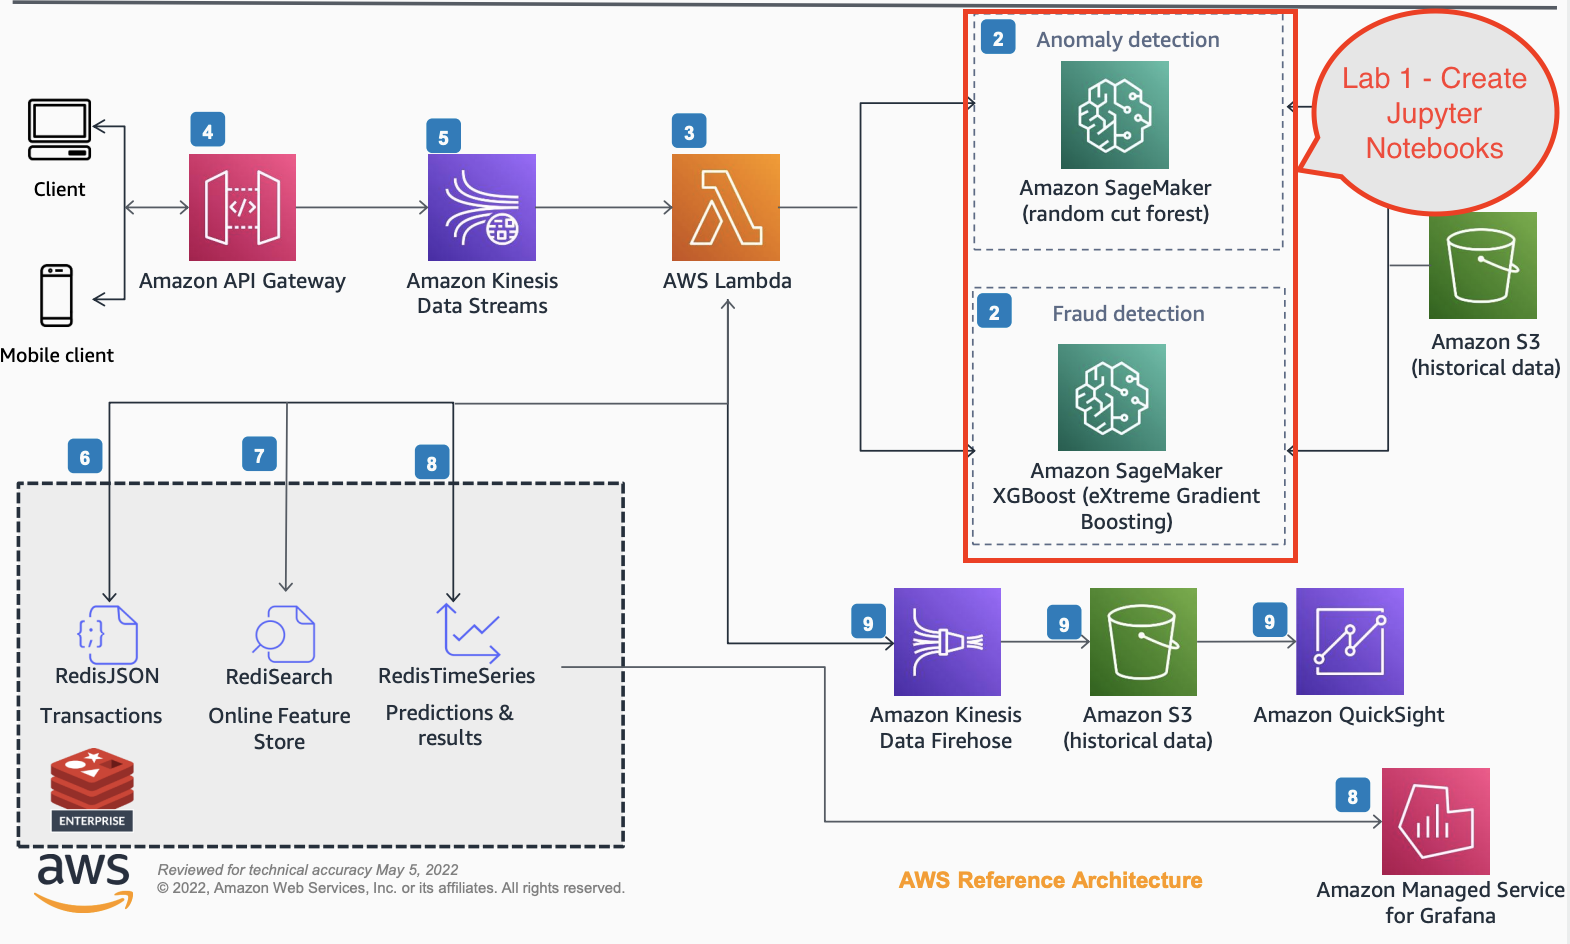 2
Anomaly detection
Amazon SageMaker
(random cut forest)
Lab 1 - Create
Jupyter
Notebooks
Client
Mobile client
4
</>
Amazon API Gateway
5
Amazon Kinesis
Data Streams
3
AWS Lambda
2
Fraud detection
Amazon SageMaker
XGBoost (eXtreme Gradient
Boosting)
Amazon S3
(historical data)
6
7
8
{;}
RedisJSON
Transactions
RediSearch
Online Feature
Store
RedisTimeSeries
Predictions &
results
ENTERPRISE
9
Amazon Kinesis
Data Firehose
9
Amazon S3
(historical data)
9
Amazon QuickSight
8
Amazon Managed Service
for Grafana
aws
Reviewed for technical accuracy May 5, 2022
© 2022, Amazon Web Services, Inc. or its affiliates. All rights reserved.
AWS Reference Architecture